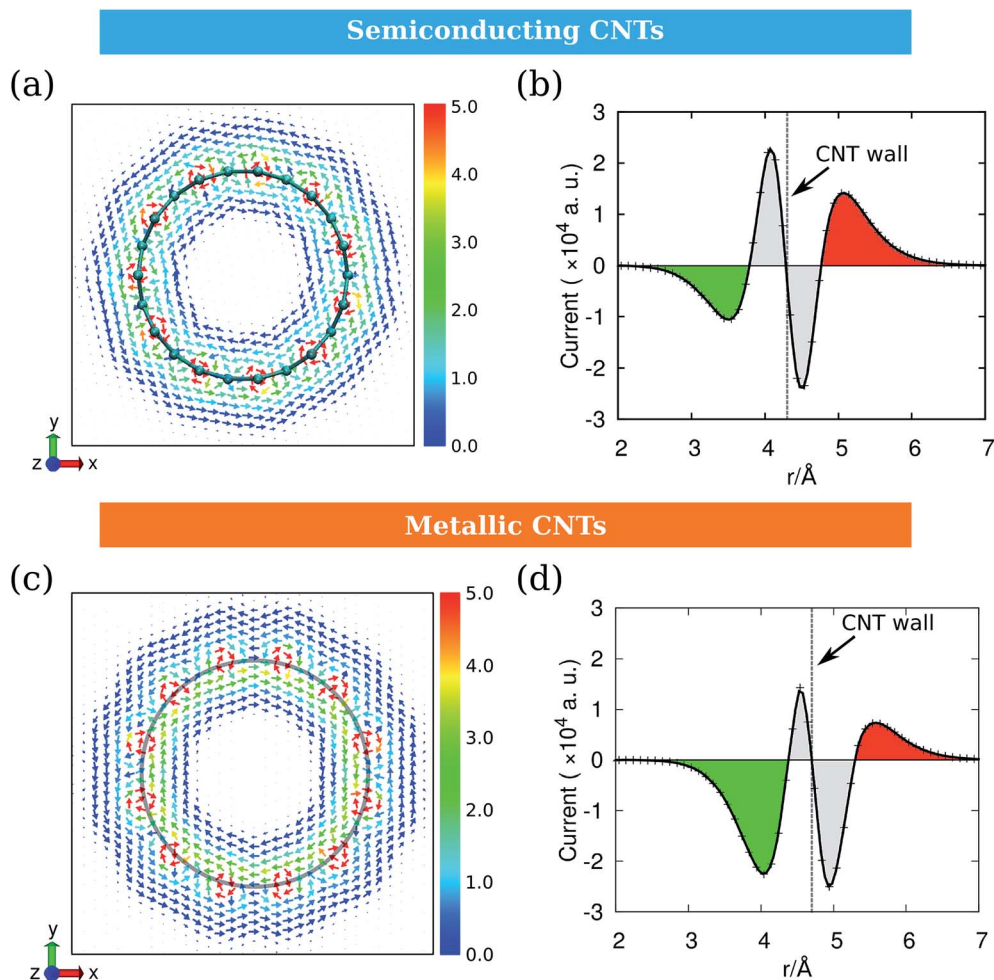 Semiconducting CNTs
(a)
5.0
4.0
3.0
2.0
1.0
0.0
y
z
x
(b)
3
2
1
0
-1
-2
-3
Current ( ×10⁴ a. u.)
CNT wall
2 3 4 5 6 7
r/Å
Metallic CNTs
(c)
5.0
4.0
3.0
2.0
1.0
0.0
y
z
x
(d)
3
2
1
0
-1
-2
-3
Current ( ×10⁴ a. u.)
CNT wall
2 3 4 5 6 7
r/Å